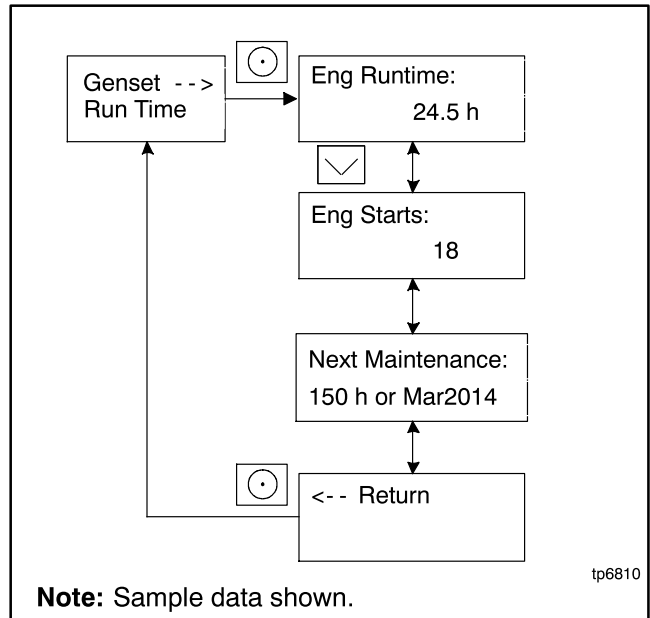 Genset -->
Run Time
Eng Runtime:
24.5 h
Eng Starts:
18
Next Maintenance:
150 h or Mar2014
<-- Return
tp6810
Note: Sample data shown.